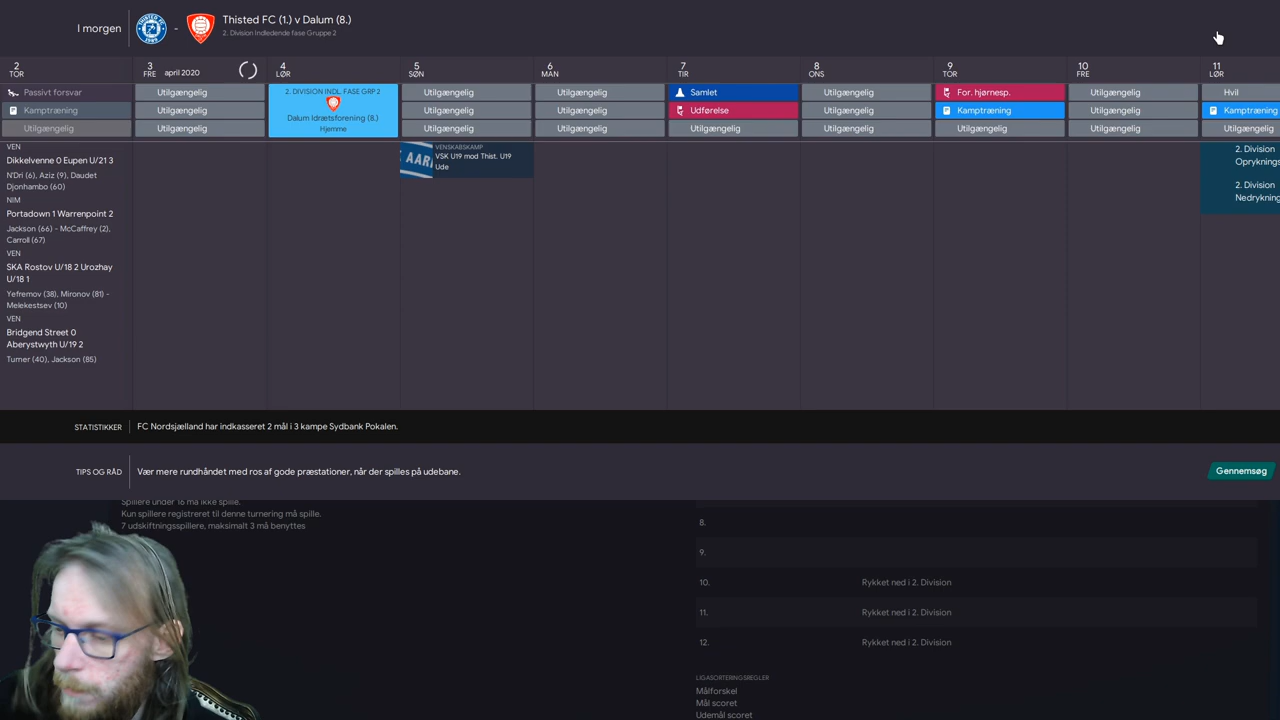 I morgen
Thisted FC (1.) v Dalum (8.)
2. Division Indledende fase Gruppe 2
2 TOR
3 FRE april 2020
4 LØR
5 SØN
6 MAN
7 TIR
8 ONS
9 TOR
10 FRE
11 LØR
Passivt forsvar
Kamptræning
Utilgængelig
Utilgængelig
Utilgængelig
Utilgængelig
2. DIVISION INDL. FASE GRP 2
Dalum Idrætsforening (8.)
Hjemme
Utilgængelig
Utilgængelig
Utilgængelig
Utilgængelig
Utilgængelig
Utilgængelig
Samlet
Udførelse
Utilgængelig
Utilgængelig
Utilgængelig
Utilgængelig
For. hjørnesp.
Kamptræning
Utilgængelig
Utilgængelig
Utilgængelig
Utilgængelig
Hvil
Kamptræning
Utilgængelig
VEN
Dikkelvenne 0 Eupen U/21 3
N'Dri (6), Aziz (9), Daudet
Djonhambo (60)
NIM
Portadown 1 Warrenpoint 2
Jackson (66) - McCaffrey (2),
Carroll (67)
VEN
SKA Rostov U/18 2 Urozhay
U/18 1
Yefremov (38), Mironov (81) -
Melekestsev (10)
VEN
Bridgend Street 0
Aberystwyth U/19 2
Turner (40), Jackson (85)
AAR
VENSKABSKAMP
VSK U19 mod Thist. U19
Ude
2. Division
Opryknings
2. Division
Nedrykning
STATISTIKKER
FC Nordsjælland har indkasseret 2 mål i 3 kampe Sydbank Pokalen.
TIPS OG RÅD
Vær mere rundhåndet med ros af gode præstationer, når der spilles på udebane.
Gennemsøg
Spillere under 16 må ikke spille.
Kun spillere registreret til denne turnering må spille.
7 udskiftningsspillere, maksimalt 3 må benyttes
8.
9.
10. Rykket ned i 2. Division
11. Rykket ned i 2. Division
12. Rykket ned i 2. Division
LIGASORTERINGSREGLER
Målforskel
Mål scoret
Udemål scoret